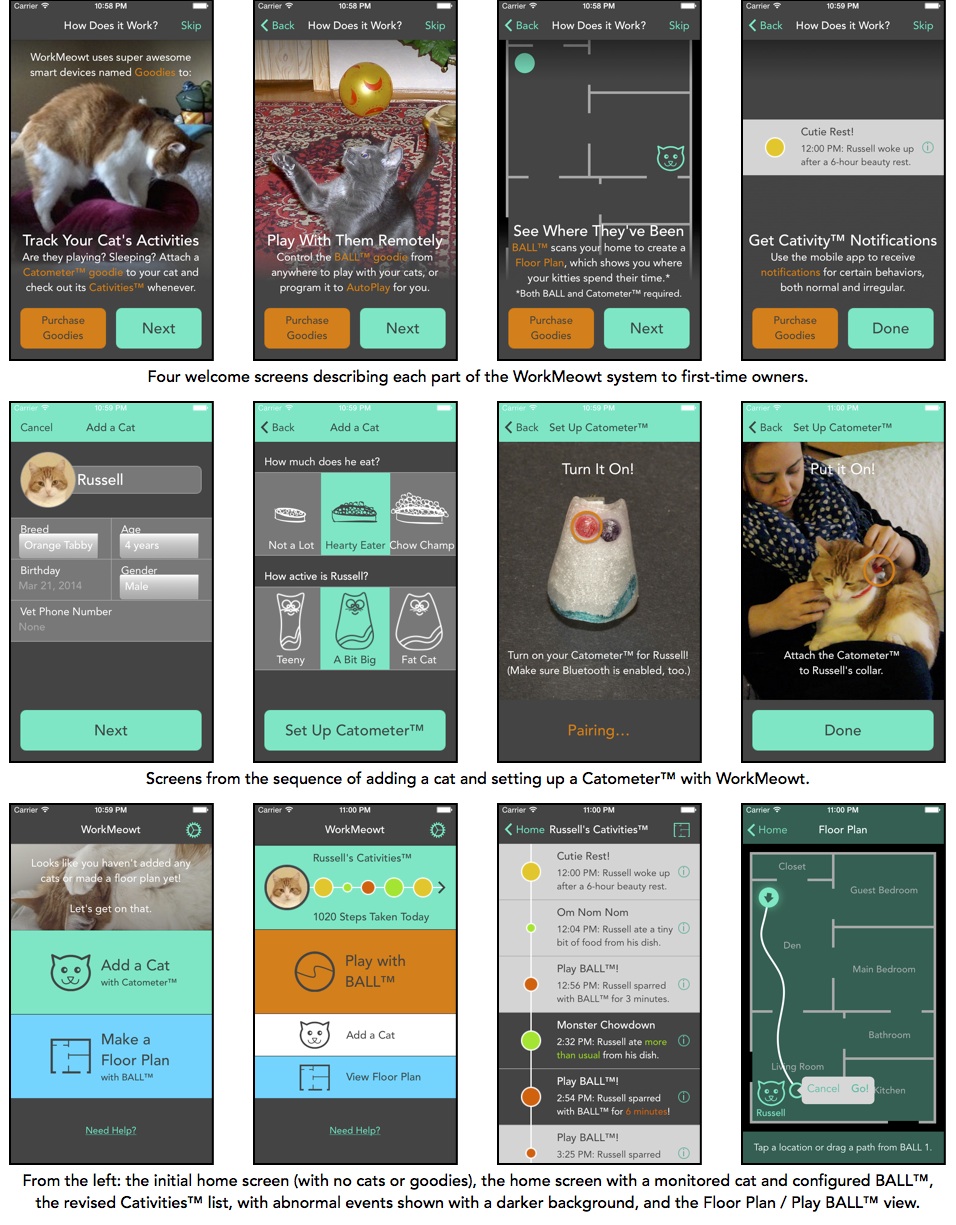 Carrier 10:58 PM
How Does it Work? Skip
WorkMeowt uses super awesome
smart devices named Goodies to:
Track Your Cat's Activities
Are they playing? Sleeping? Attach a
Catometer™ goodie to your cat and
check out its Cativities™ whenever.
Purchase
Goodies
Next
Carrier 10:58 PM
Back How Does it Work? Skip
Play With Them Remotely
Control the BALL™ goodie from
anywhere to play with your cats, or
program it to AutoPlay for you.
Purchase
Goodies
Next
Carrier 10:58 PM
Back How Does it Work? Skip
See Where They've Been
BALL™ scans your home to create a
Floor Plan, which shows you where
your kitties spend their time.*
*Both BALL and Catometer™ required.
Purchase
Goodies
Next
Carrier 10:59 PM
Back How Does it Work? Skip
Cutie Rest!
12:00 PM: Russell woke up
after a 6-hour beauty rest.
Get Cativity™ Notifications
Use the mobile app to receive
notifications for certain behaviors,
both normal and irregular.
Purchase
Goodies
Done
Four welcome screens describing each part of the WorkMeowt system to first-time owners.
Carrier 10:59 PM
Cancel Add a Cat
Russell
Breed Age
Orange Tabby 4 years
Birthday Gender
Mar 21, 2014 Male
Vet Phone Number
None
Next
Carrier 10:59 PM
Back Add a Cat
How much does he eat?
Not a Lot Hearty Eater Chow Champ
How active is Russell?
Teeny A Bit Big Fat Cat
Set Up Catometer™
Carrier 10:59 PM
Back Set Up Catometer™
Turn It On!
Turn on your Catometer™ for Russell!
(Make sure Bluetooth is enabled, too.)
Pairing...
Carrier 11:00 PM
Back Set Up Catometer™
Put it On!
Attach the Catometer™
to Russell's collar.
Done
Screens from the sequence of adding a cat and setting up a Catometer™ with WorkMeowt.
Carrier 10:59 PM
WorkMeowt
Looks like you haven't added any
cats or made a floor plan yet!
Let's get on that.
Add a Cat
with Catometer™
Make a
Floor Plan
with BALL™
Need Help?
Carrier 11:00 PM
WorkMeowt
Russell's Cativities™
1020 Steps Taken Today
Play with
BALL™
Add a Cat
View Floor Plan
Need Help?
Carrier 11:00 PM
Home Russell's Cativities™
Cutie Rest!
12:00 PM: Russell woke up
after a 6-hour beauty rest.
Om Nom Nom
12:04 PM: Russell ate a tiny
bit of food from his dish.
Play BALL™!
12:56 PM: Russell sparred
with BALL™ for 3 minutes.
Monster Chowdown
2:32 PM: Russell ate more
than usual from his dish.
Play BALL™!
2:54 PM: Russell sparred
with BALL™ for 6 minutes!
Play BALL™!
3:25 PM: Russell sparred
Carrier 11:00 PM
Home Floor Plan
Closet
Guest Bedroom
Den
Main Bedroom
Bathroom
Living Room
Cancel Go! Kitchen
Russell
Tap a location or drag a path from BALL 1.
From the left: the initial home screen (with no cats or goodies), the home screen with a monitored cat and configured BALL™,
the revised Cativities™ list, with abnormal events shown with a darker background, and the Floor Plan / Play BALL™ view.